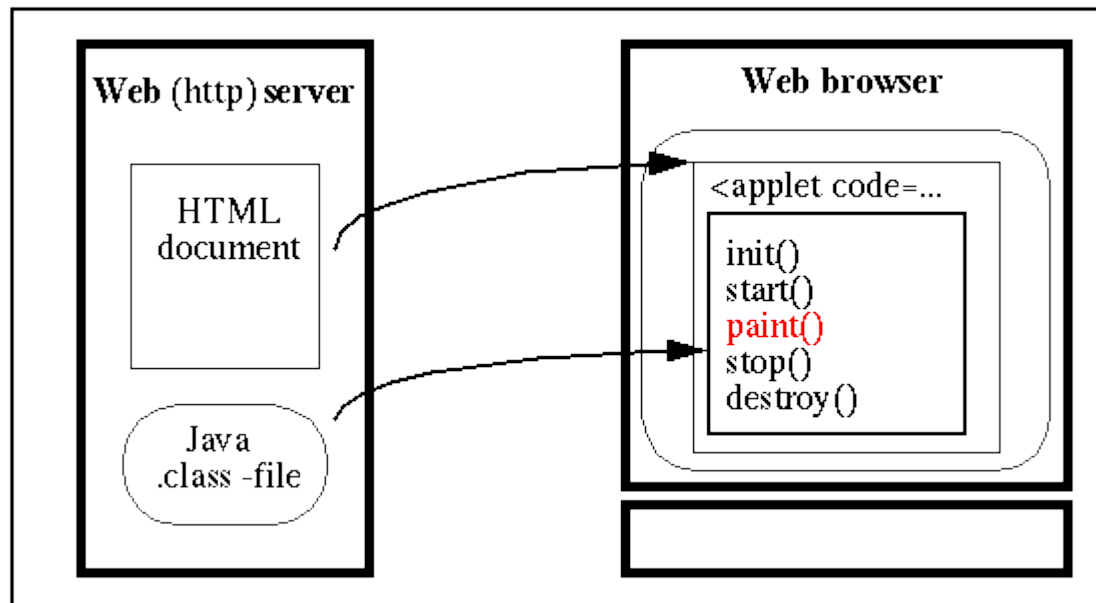 Web (http) server
HTML
document
Java
.class -file
Web browser
<applet code=...
init()
start()
paint()
stop()
destroy()